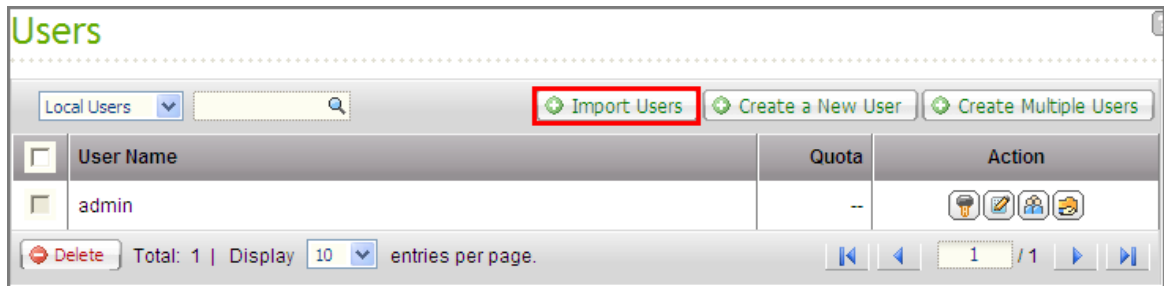 Users
Local Users Import Users Create a New User Create Multiple Users
User Name Quota Action
admin --
Delete Total: 1 | Display 10 entries per page. 1 / 1